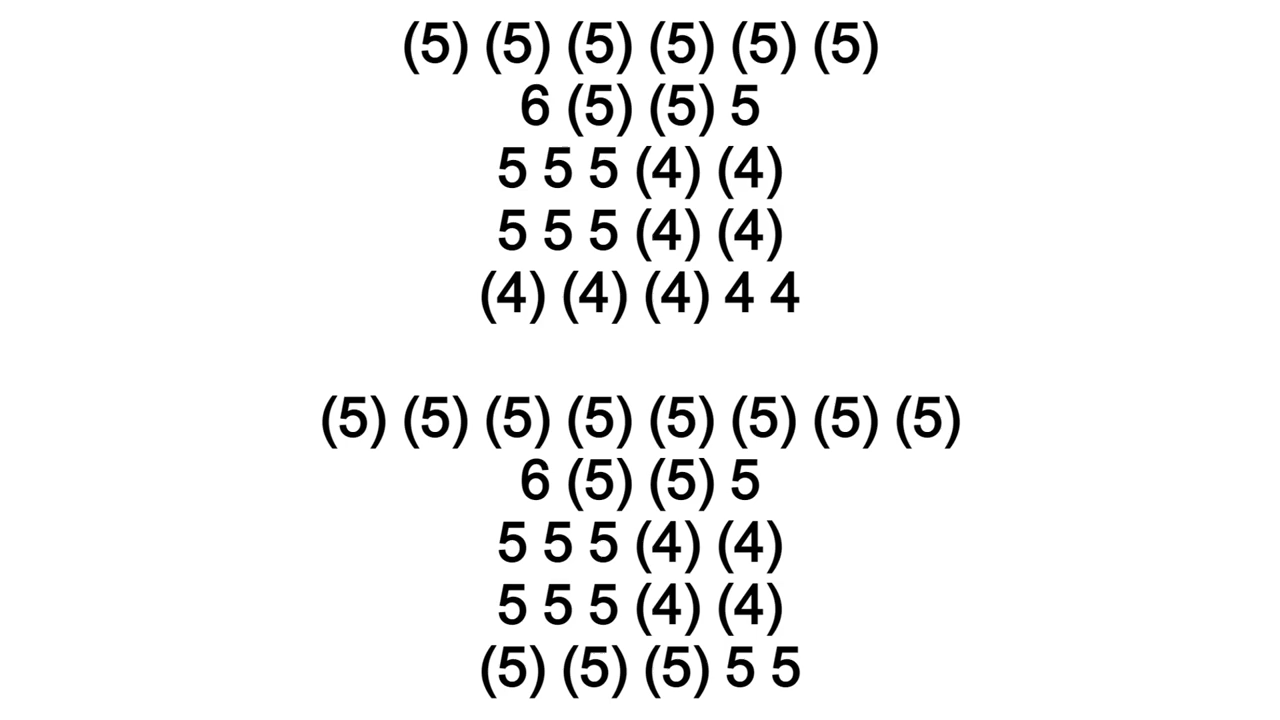 (5) (5) (5) (5) (5) (5)
6 (5) (5) 5
5 5 5 (4) (4)
5 5 5 (4) (4)
(4) (4) (4) 4 4
(5) (5) (5) (5) (5) (5) (5) (5)
6 (5) (5) 5
5 5 5 (4) (4)
5 5 5 (4) (4)
(5) (5) (5) 5 5